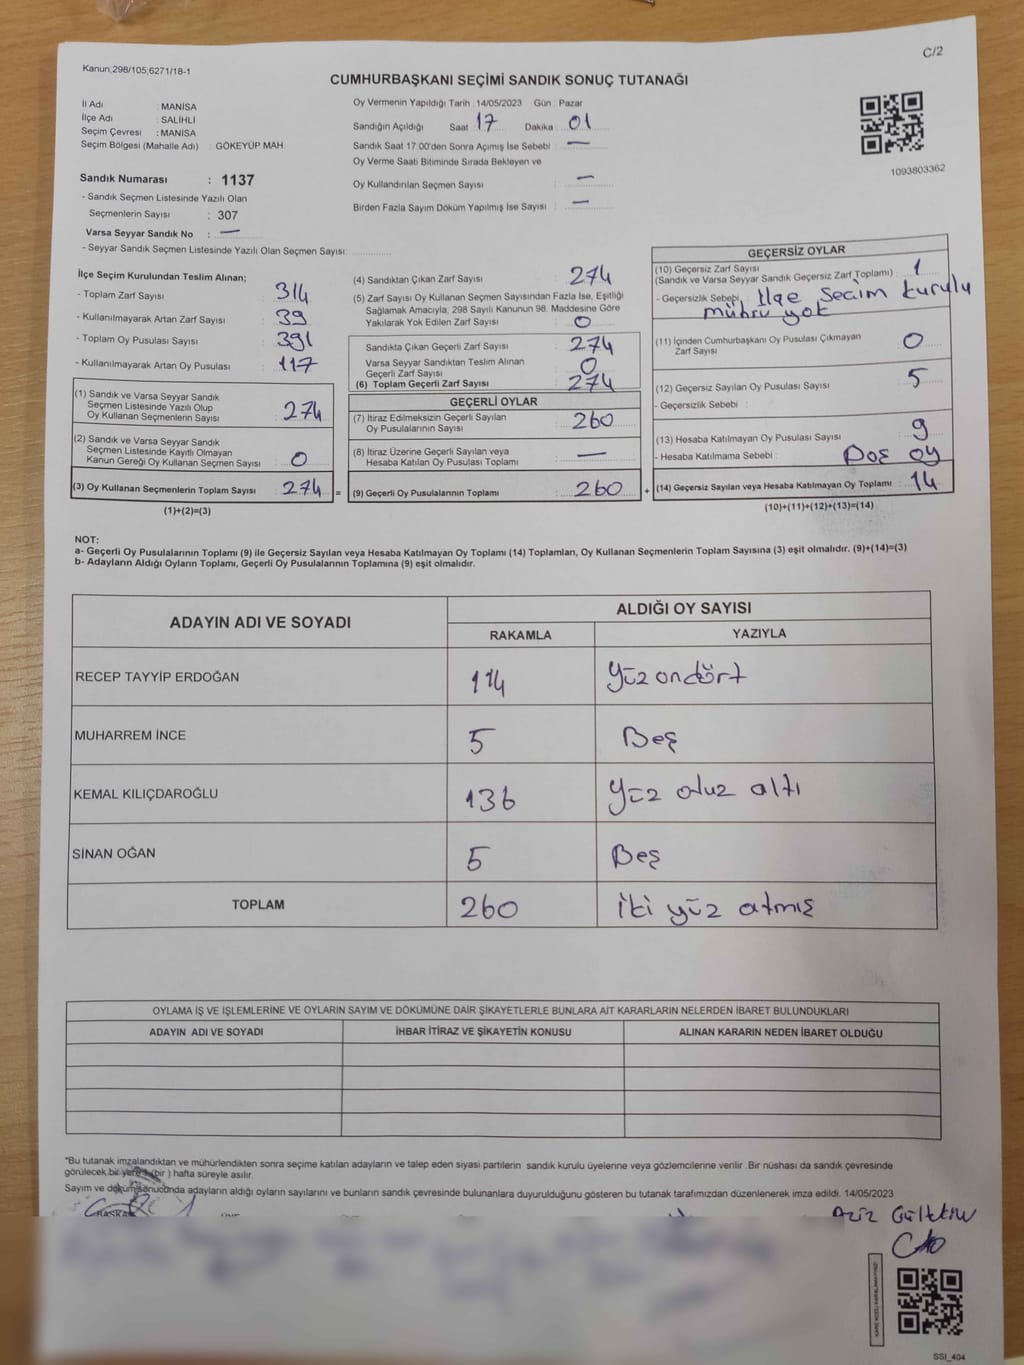 C/2
Kanun,298/105;6271/18-1
CUMHURBAŞKANI SEÇİMİ SANDIK SONUÇ TUTANAĞI
İl Adı : MANİSA
İlçe Adı : SALİHLİ
Seçim Çevresi : MANİSA
Seçim Bölgesi (Mahalle Adı) : GÖKEYÜP MAH
Sandık Numarası : 1137
- Sandık Seçmen Listesinde Yazılı Olan
Seçmenlerin Sayısı : 307
Varsa Seyyar Sandık No : —
- Seyyar Sandık Seçmen Listesinde Yazılı Olan Seçmen Sayısı:
Oy Vermenin Yapıldığı Tarih : 14/05/2023 Gün : Pazar
Sandığın Açıldığı Saat 17 Dakika : 01
Sandık Saat 17:00'den Sonra Açımış İse Sebebi : —
Oy Verme Saati Bitiminde Sırada Bekleyen ve
Oy Kullandırılan Seçmen Sayısı : —
Birden Fazla Sayım Döküm Yapılmış İse Sayısı : —
1093803362
İlçe Seçim Kurulundan Teslim Alınan;
- Toplam Zarf Sayısı : 314
- Kullanılmayarak Artan Zarf Sayısı : 39
- Toplam Oy Pusulası Sayısı : 391
- Kullanılmayarak Artan Oy Pusulası : 117
(1) Sandık ve Varsa Seyyar Sandık
Seçmen Listesinde Yazılı Olup
Oy Kullanan Seçmenlerin Sayısı : 274
(2) Sandık ve Varsa Seyyar Sandık
Seçmen Listesinde Kayıtlı Olmayan
Kanun Gereği Oy Kullanan Seçmen Sayısı : 0
(3) Oy Kullanan Seçmenlerin Toplam Sayısı : 274 =
(1)+(2)=(3)
(4) Sandıktan Çıkan Zarf Sayısı : 274
(5) Zarf Sayısı Oy Kullanan Seçmen Sayısından Fazla İse, Eşitliği
Sağlamak Amacıyla, 298 Sayılı Kanunun 98. Maddesine Göre
Yakılarak Yok Edilen Zarf Sayısı : 0
Sandıkta Çıkan Geçerli Zarf Sayısı : 274
Varsa Seyyar Sandıktan Teslim Alınan
Geçerli Zarf Sayısı : 0
(6) Toplam Geçerli Zarf Sayısı : 274
GEÇERLİ OYLAR
(7) İtiraz Edilmeksizin Geçerli Sayılan
Oy Pusulalarının Sayısı : 260
(8) İtiraz Üzerine Geçerli Sayılan veya
Hesaba Katılan Oy Pusulası Toplamı : —
(9) Geçerli Oy Pusulalarının Toplamı : 260 +
GEÇERSİZ OYLAR
(10) Geçersiz Zarf Sayısı
(Sandık ve Varsa Seyyar Sandık Geçersiz Zarf Toplamı) : 1
- Geçersizlik Sebebi : İlçe Seçim kurulu
mührü yok
(11) İçinden Cumhurbaşkanı Oy Pusulası Çıkmayan
Zarf Sayısı : 0
(12) Geçersiz Sayılan Oy Pusulası Sayısı : 5
- Geçersizlik Sebebi :
(13) Hesaba Katılmayan Oy Pusulası Sayısı : 9
- Hesaba Katılmama Sebebi : Boş oy
(14) Geçersiz Sayılan veya Hesaba Katılmayan Oy Toplamı : 14
(10)+(11)+(12)+(13)=(14)
NOT:
a- Geçerli Oy Pusulalarının Toplamı (9) ile Geçersiz Sayılan veya Hesaba Katılmayan Oy Toplamı (14) Toplamları, Oy Kullanan Seçmenlerin Toplam Sayısına (3) eşit olmalıdır. (9)+(14)=(3)
b- Adayların Aldığı Oyların Toplamı, Geçerli Oy Pusulalarının Toplamına (9) eşit olmalıdır.
ADAYIN ADI VE SOYADI
ALDIĞI OY SAYISI
RAKAMLA YAZIYLA
RECEP TAYYİP ERDOĞAN 114 Yüz ondört
MUHARREM İNCE 5 Beş
KEMAL KILIÇDAROĞLU 136 Yüz otuz altı
SİNAN OĞAN 5 Beş
TOPLAM 260 iki yüz atmış
OYLAMA İŞ VE İŞLEMLERİNE VE OYLARIN SAYIM VE DÖKÜMÜNE DAİR ŞİKAYETLERLE BUNLARA AİT KARARLARIN NELERDEN İBARET BULUNDUKLARI
ADAYIN ADI VE SOYADI İHBAR İTİRAZ VE ŞİKAYETİN KONUSU ALINAN KARARIN NEDEN İBARET OLDUĞU
*Bu tutanak imzalandıktan ve mühürlendikten sonra seçime katılan adayların ve talep eden siyasi partilerin sandık kurulu üyelerine veya gözlemcilerine verilir. Bir nüshası da sandık çevresinde
görülecek bir yere 1 (bir ) hafta süreyle asılır.
Sayım ve döküm sonucunda adayların aldığı oyların sayılarını ve bunların sandık çevresinde bulunanlara duyurulduğunu gösteren bu tutanak tarafımızdan düzenlenerek imza edildi. 14/05/2023
BAŞKAN
Aziz Gültekin
SSI_404